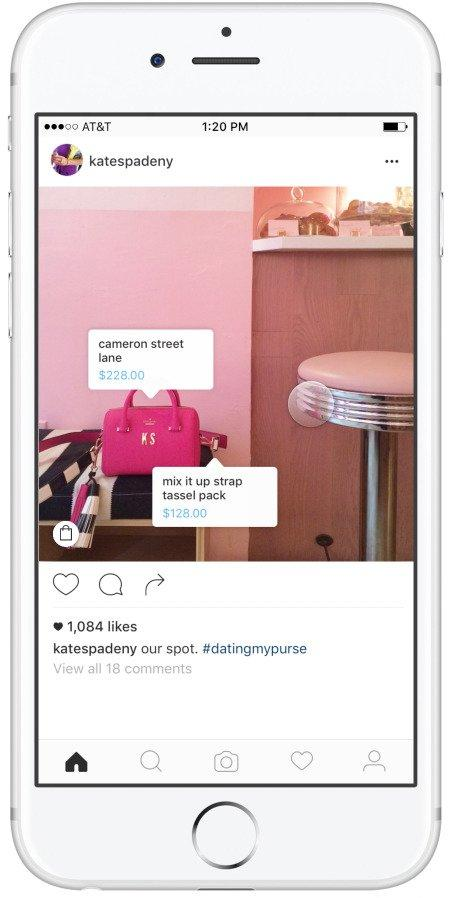 AT&T 1:20 PM
katespadeny
cameron street
lane
$228.00
KS
mix it up strap
tassel pack
$128.00
1,084 likes
katespadeny our spot. #datingmypurse
View all 18 comments